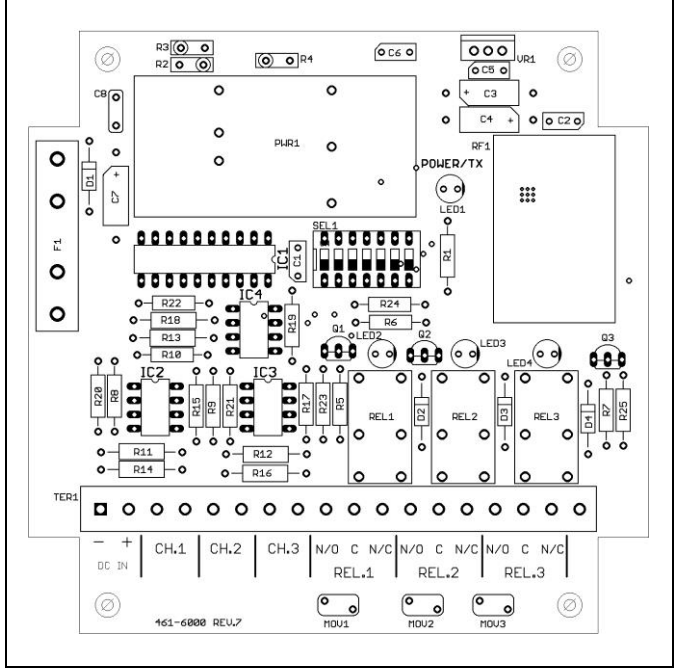 R3
R2
R4
C6
VR1
C5
C8
C3
C4
C2
PWR1
RF1
POWER/TX
D1
C7
LED1
SEL1
F1
IC1
C1
R1
R22
IC4
R24
R18
R19
R6
R13
Q1
LED2
Q2
LED3
Q3
R10
LED4
IC2
IC3
R20
R8
R15
R9
R21
R17
R23
R5
REL1
D2
REL2
D3
REL3
D4
R7
R25
R11
R12
R14
R16
TER1
- +
DC IN
CH.1
CH.2
CH.3
N/O C N/C
N/O C N/C
N/O C N/C
REL.1
REL.2
REL.3
461-6000 REV.7
MOV1
MOV2
MOV3